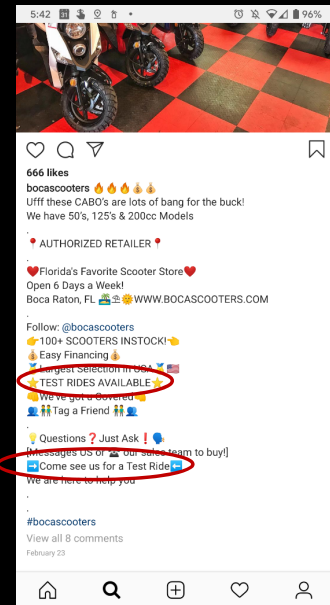 5:42 31 96%
666 likes
bocascooters 🔥🔥🔥💰💰
Ufff these CABO's are lots of bang for the buck!
We have 50's, 125's & 200cc Models
.
📍AUTHORIZED RETAILER📍
.
❤️Florida's Favorite Scooter Store❤️
Open 6 Days a Week!
Boca Raton, FL 🏝️⛱️🌞WWW.BOCASCOOTERS.COM
.
Follow: @bocascooters
👉100+ SCOOTERS INSTOCK!👈
💰Easy Financing💰
🏅Largest Selection in USA🏅🇺🇸
⭐TEST RIDES AVAILABLE⭐
👊We've got u Covered👊
👥👬Tag a Friend 👬👥
.
💡Questions❓Just Ask❗🗣️
[Messages US or ☎️ our sales team to buy!]
➡️Come see us for a Test Ride⬅️
We are here to help you
.
.
#bocascooters
View all 8 comments
February 23